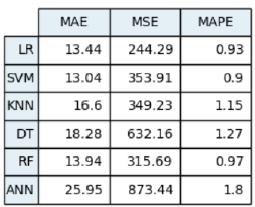 MAE MSE MAPE
LR 13.44 244.29 0.93
SVM 13.04 353.91 0.9
KNN 16.6 349.23 1.15
DT 18.28 632.16 1.27
RF 13.94 315.69 0.97
ANN 25.95 873.44 1.8